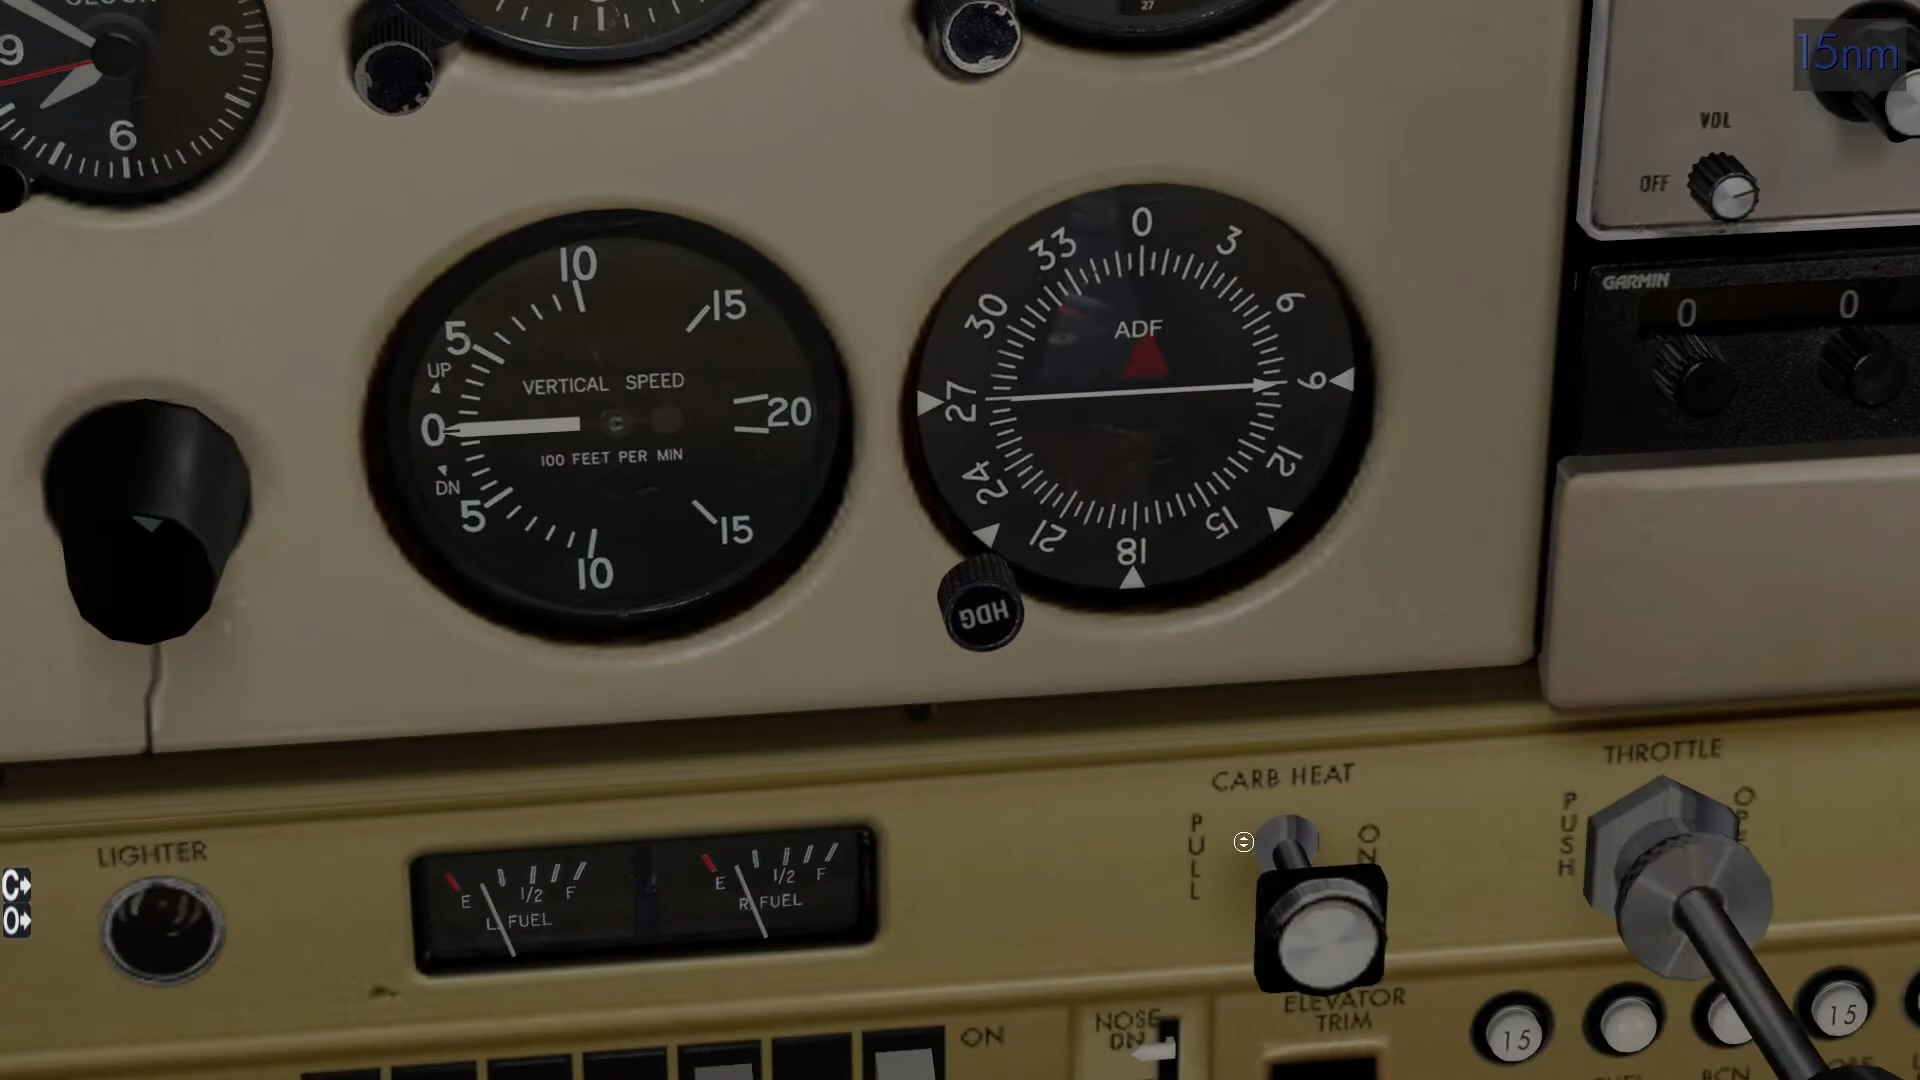 CLOCK
9
3
6
27
15nm
VOL
OFF
GARMIN
0 0
10
5
15
UP
VERTICAL SPEED
0
20
100 FEET PER MIN
DN
5
15
10
0
33
3
30
6
ADF
27
9
24
12
21
15
18
HDG
THROTTLE
CARB HEAT
PULL
ON
PUSH
LIGHTER
E 1/2 F
L FUEL
E 1/2 F
R. FUEL
C
O
ELEVATOR
TRIM
NOSE
DN
ON
15
15
BCN